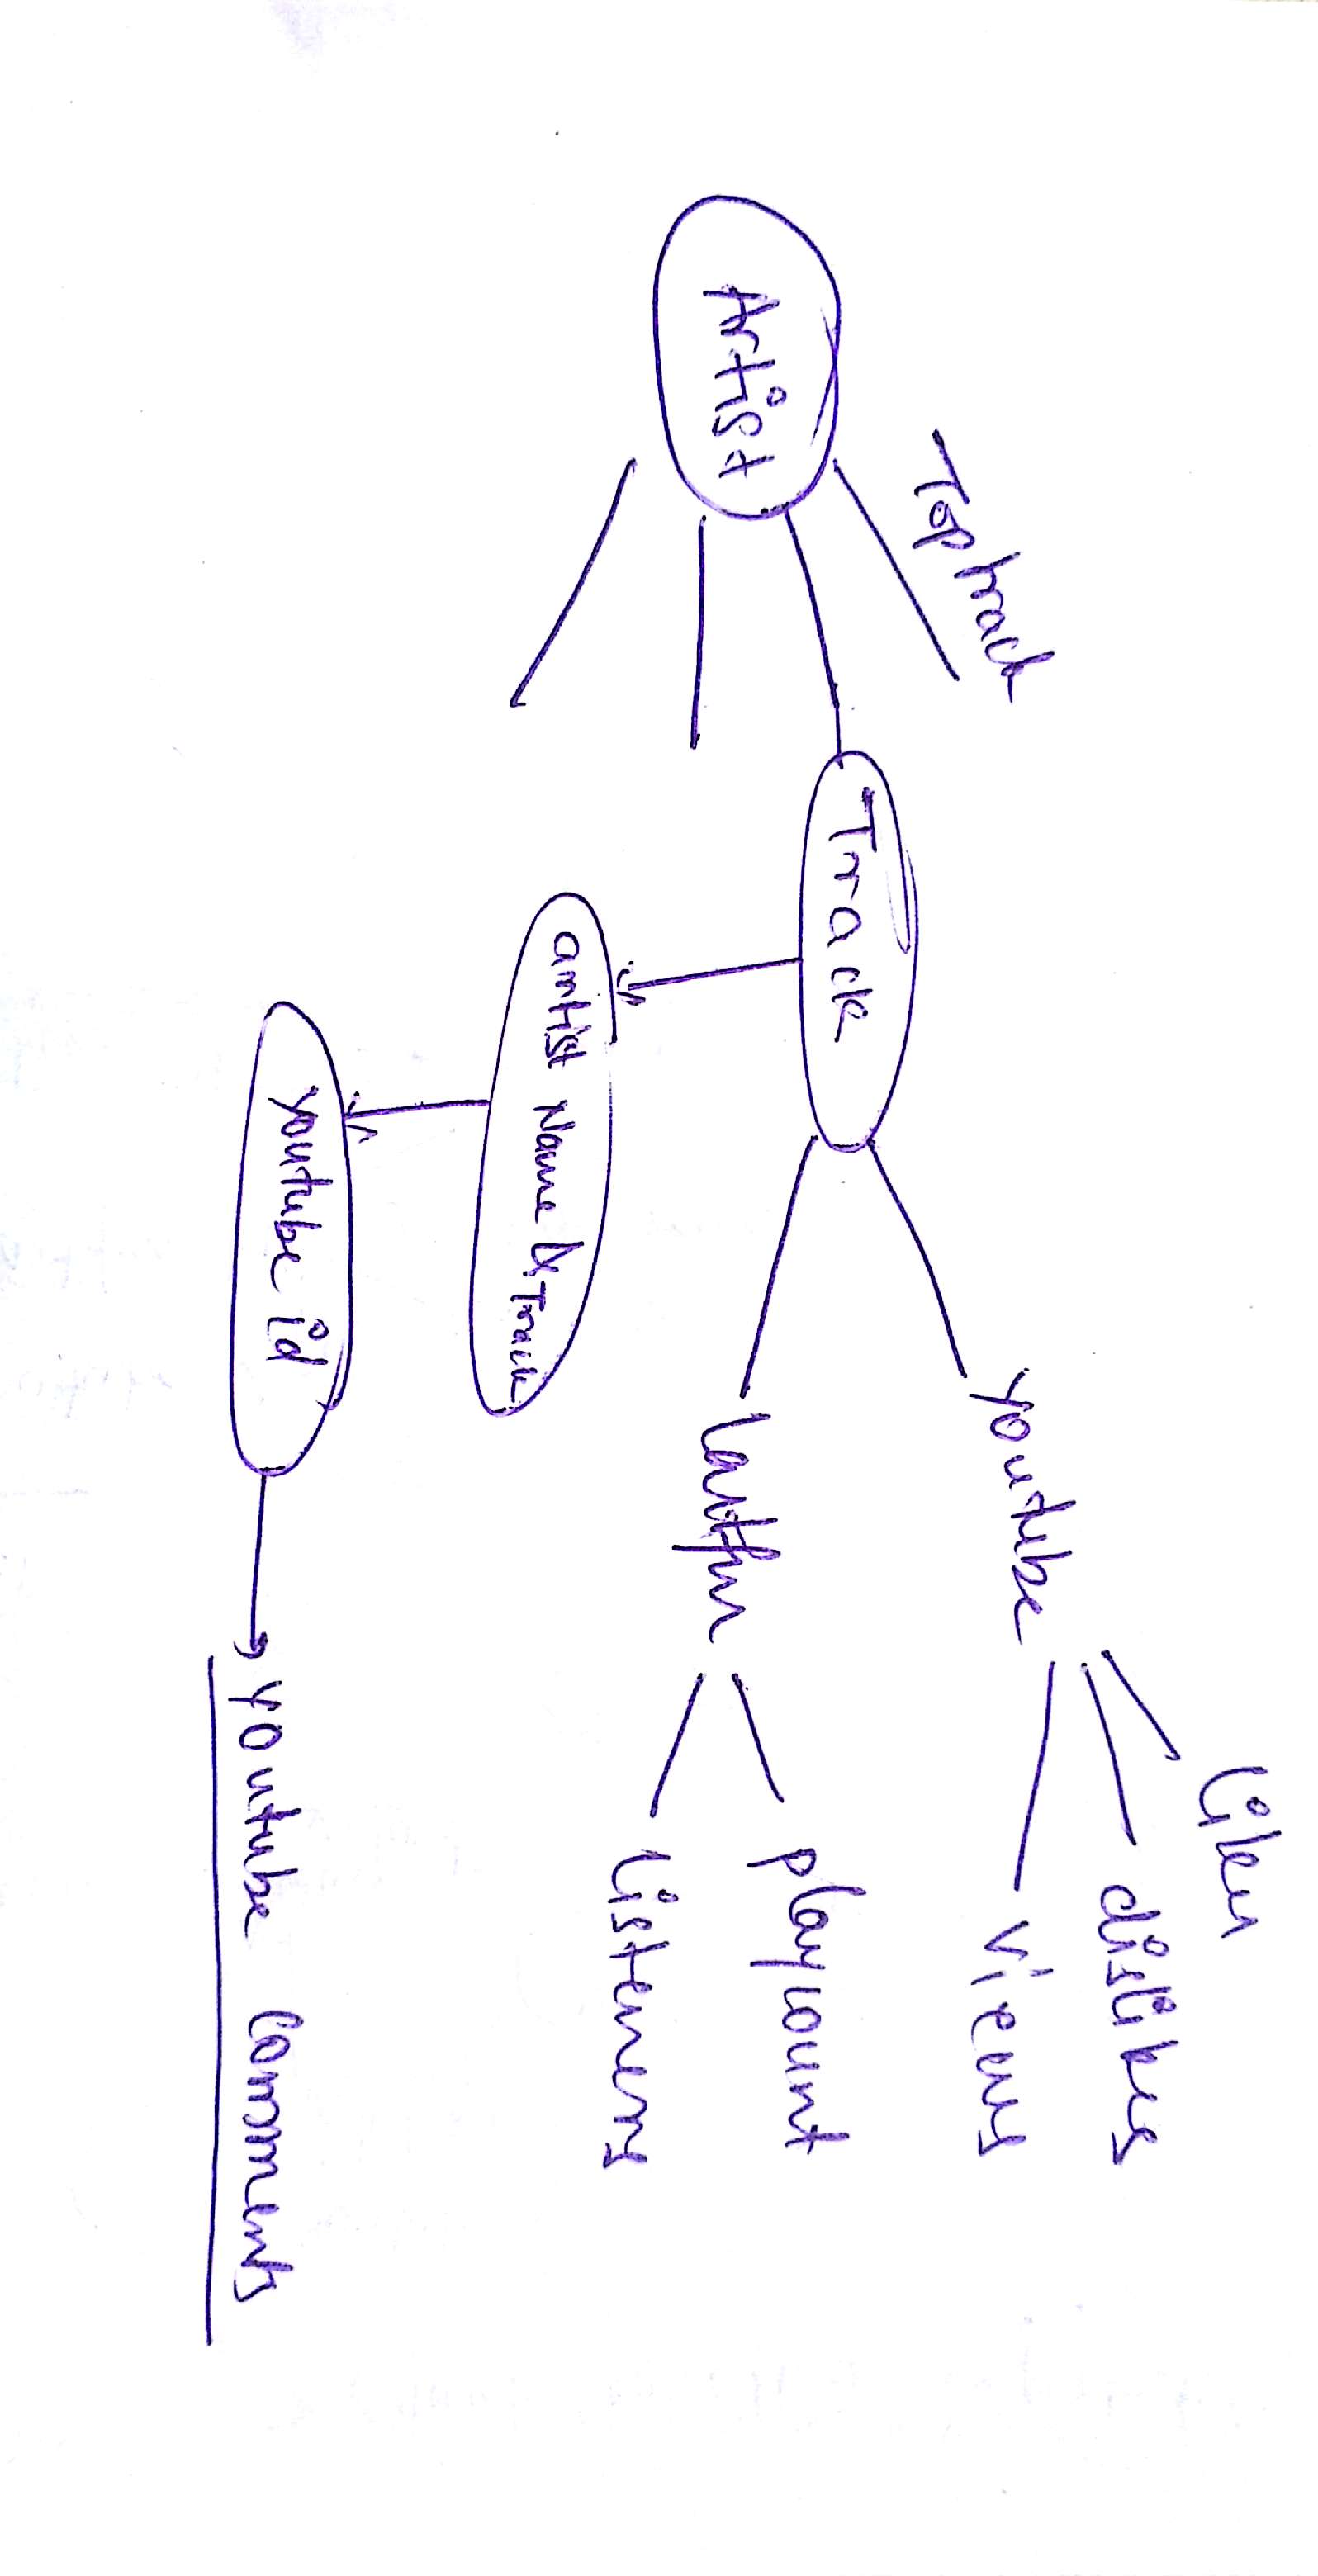 Top track
Artist
Track
youtube
likes
dislikes
views
lastfm
playcount
listeners
artist Name & Track
youtube id
youtube comments